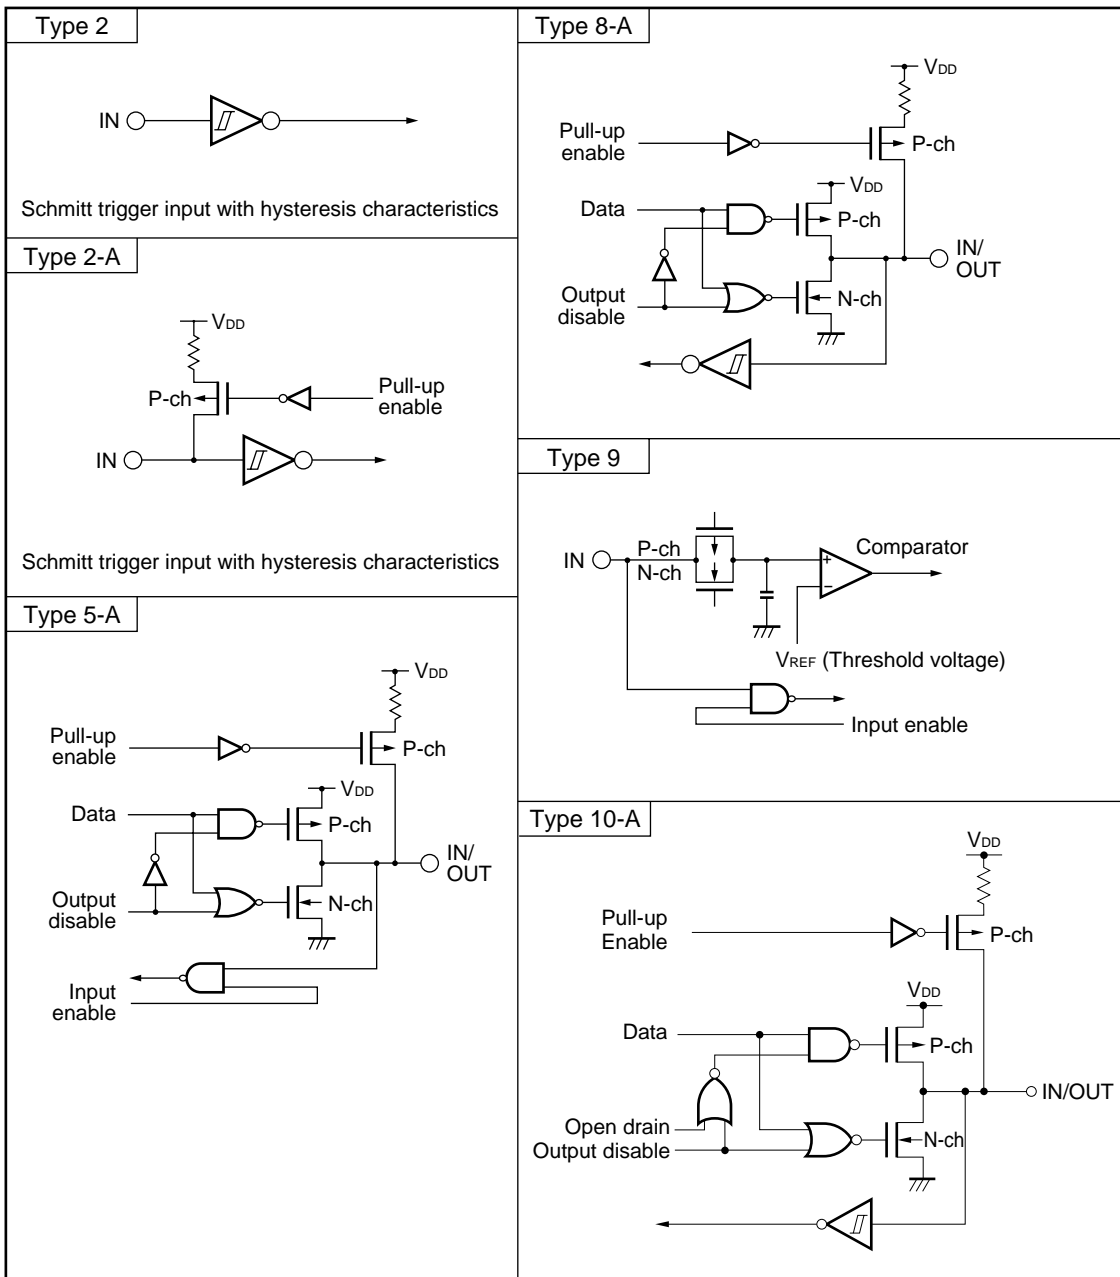 Type 2
IN
Schmitt trigger input with hysteresis characteristics
Type 2-A
VDD
P-ch
Pull-up
enable
IN
Schmitt trigger input with hysteresis characteristics
Type 5-A
VDD
Pull-up
enable
P-ch
VDD
Data
P-ch
IN/
OUT
Output
disable
N-ch
Input
enable
Type 8-A
VDD
Pull-up
enable
P-ch
VDD
Data
P-ch
IN/
OUT
Output
disable
N-ch
Type 9
IN
P-ch
N-ch
Comparator
+
−
VREF (Threshold voltage)
Input enable
Type 10-A
VDD
Pull-up
Enable
P-ch
VDD
Data
P-ch
IN/OUT
Open drain
Output disable
N-ch